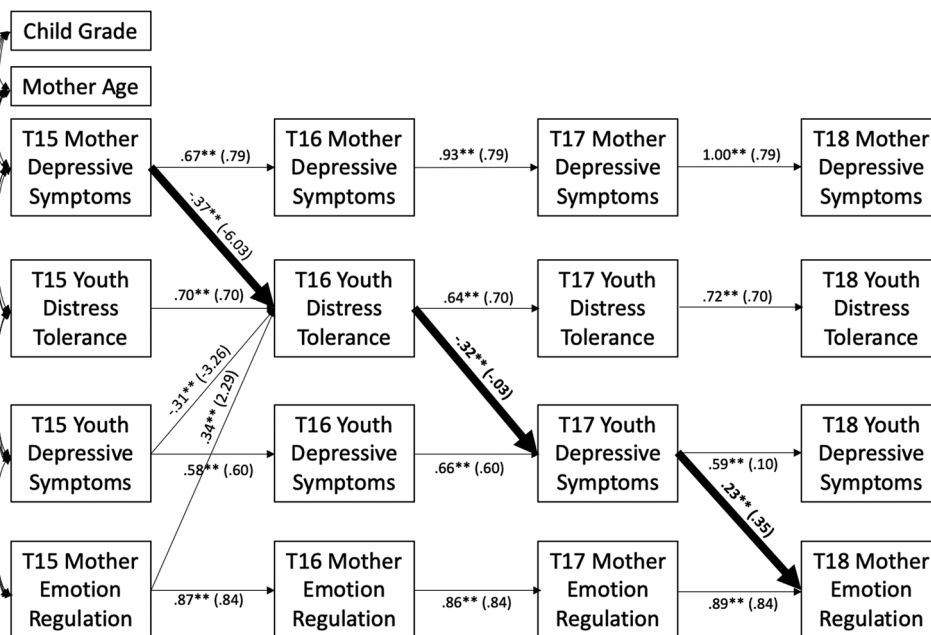 Child Grade
Mother Age
T15 Mother
Depressive
Symptoms
.67** (.79)
T16 Mother
Depressive
Symptoms
.93** (.79)
T17 Mother
Depressive
Symptoms
1.00** (.79)
T18 Mother
Depressive
Symptoms
-.37** (-6.03)
T15 Youth
Distress
Tolerance
.70** (.70)
T16 Youth
Distress
Tolerance
.64** (.70)
T17 Youth
Distress
Tolerance
.72** (.70)
T18 Youth
Distress
Tolerance
-.31** (-3.26)
.34** (2.29)
-.32** (-.03)
T15 Youth
Depressive
Symptoms
.58** (.60)
T16 Youth
Depressive
Symptoms
.66** (.60)
T17 Youth
Depressive
Symptoms
.59** (.10)
T18 Youth
Depressive
Symptoms
.23** (.35)
T15 Mother
Emotion
Regulation
.87** (.84)
T16 Mother
Emotion
Regulation
.86** (.84)
T17 Mother
Emotion
Regulation
.89** (.84)
T18 Mother
Emotion
Regulation